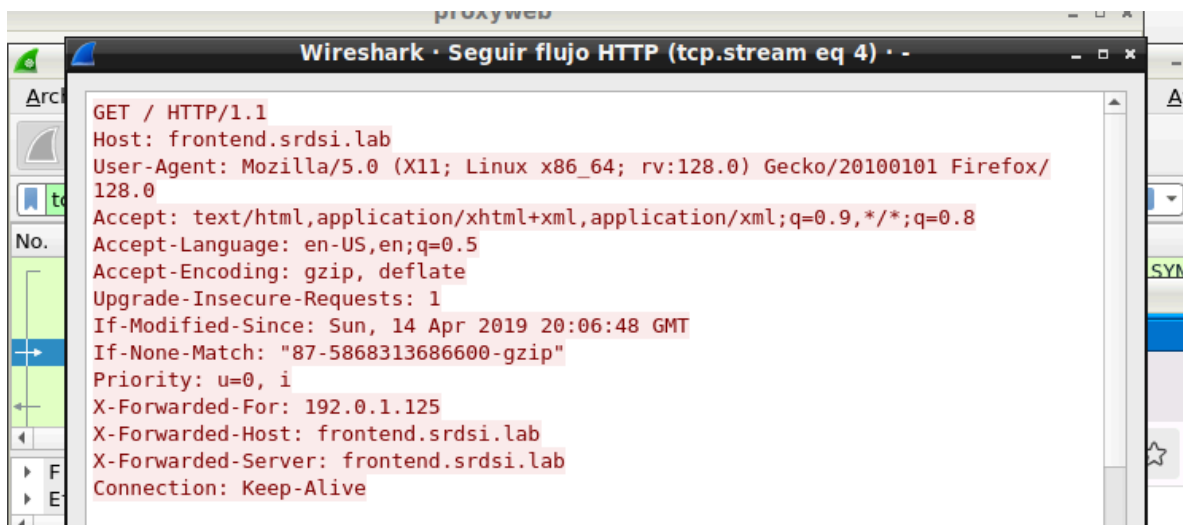 proxyweb
Wireshark · Seguir flujo HTTP (tcp.stream eq 4) · -
Arch
A
GET / HTTP/1.1
Host: frontend.srdsi.lab
User-Agent: Mozilla/5.0 (X11; Linux x86_64; rv:128.0) Gecko/20100101 Firefox/
128.0
tc
Accept: text/html,application/xhtml+xml,application/xml;q=0.9,*/*;q=0.8
No.
Accept-Language: en-US,en;q=0.5
Accept-Encoding: gzip, deflate
SYN
Upgrade-Insecure-Requests: 1
If-Modified-Since: Sun, 14 Apr 2019 20:06:48 GMT
If-None-Match: "87-5868313686600-gzip"
Priority: u=0, i
X-Forwarded-For: 192.0.1.125
X-Forwarded-Host: frontend.srdsi.lab
X-Forwarded-Server: frontend.srdsi.lab
F
Connection: Keep-Alive
E